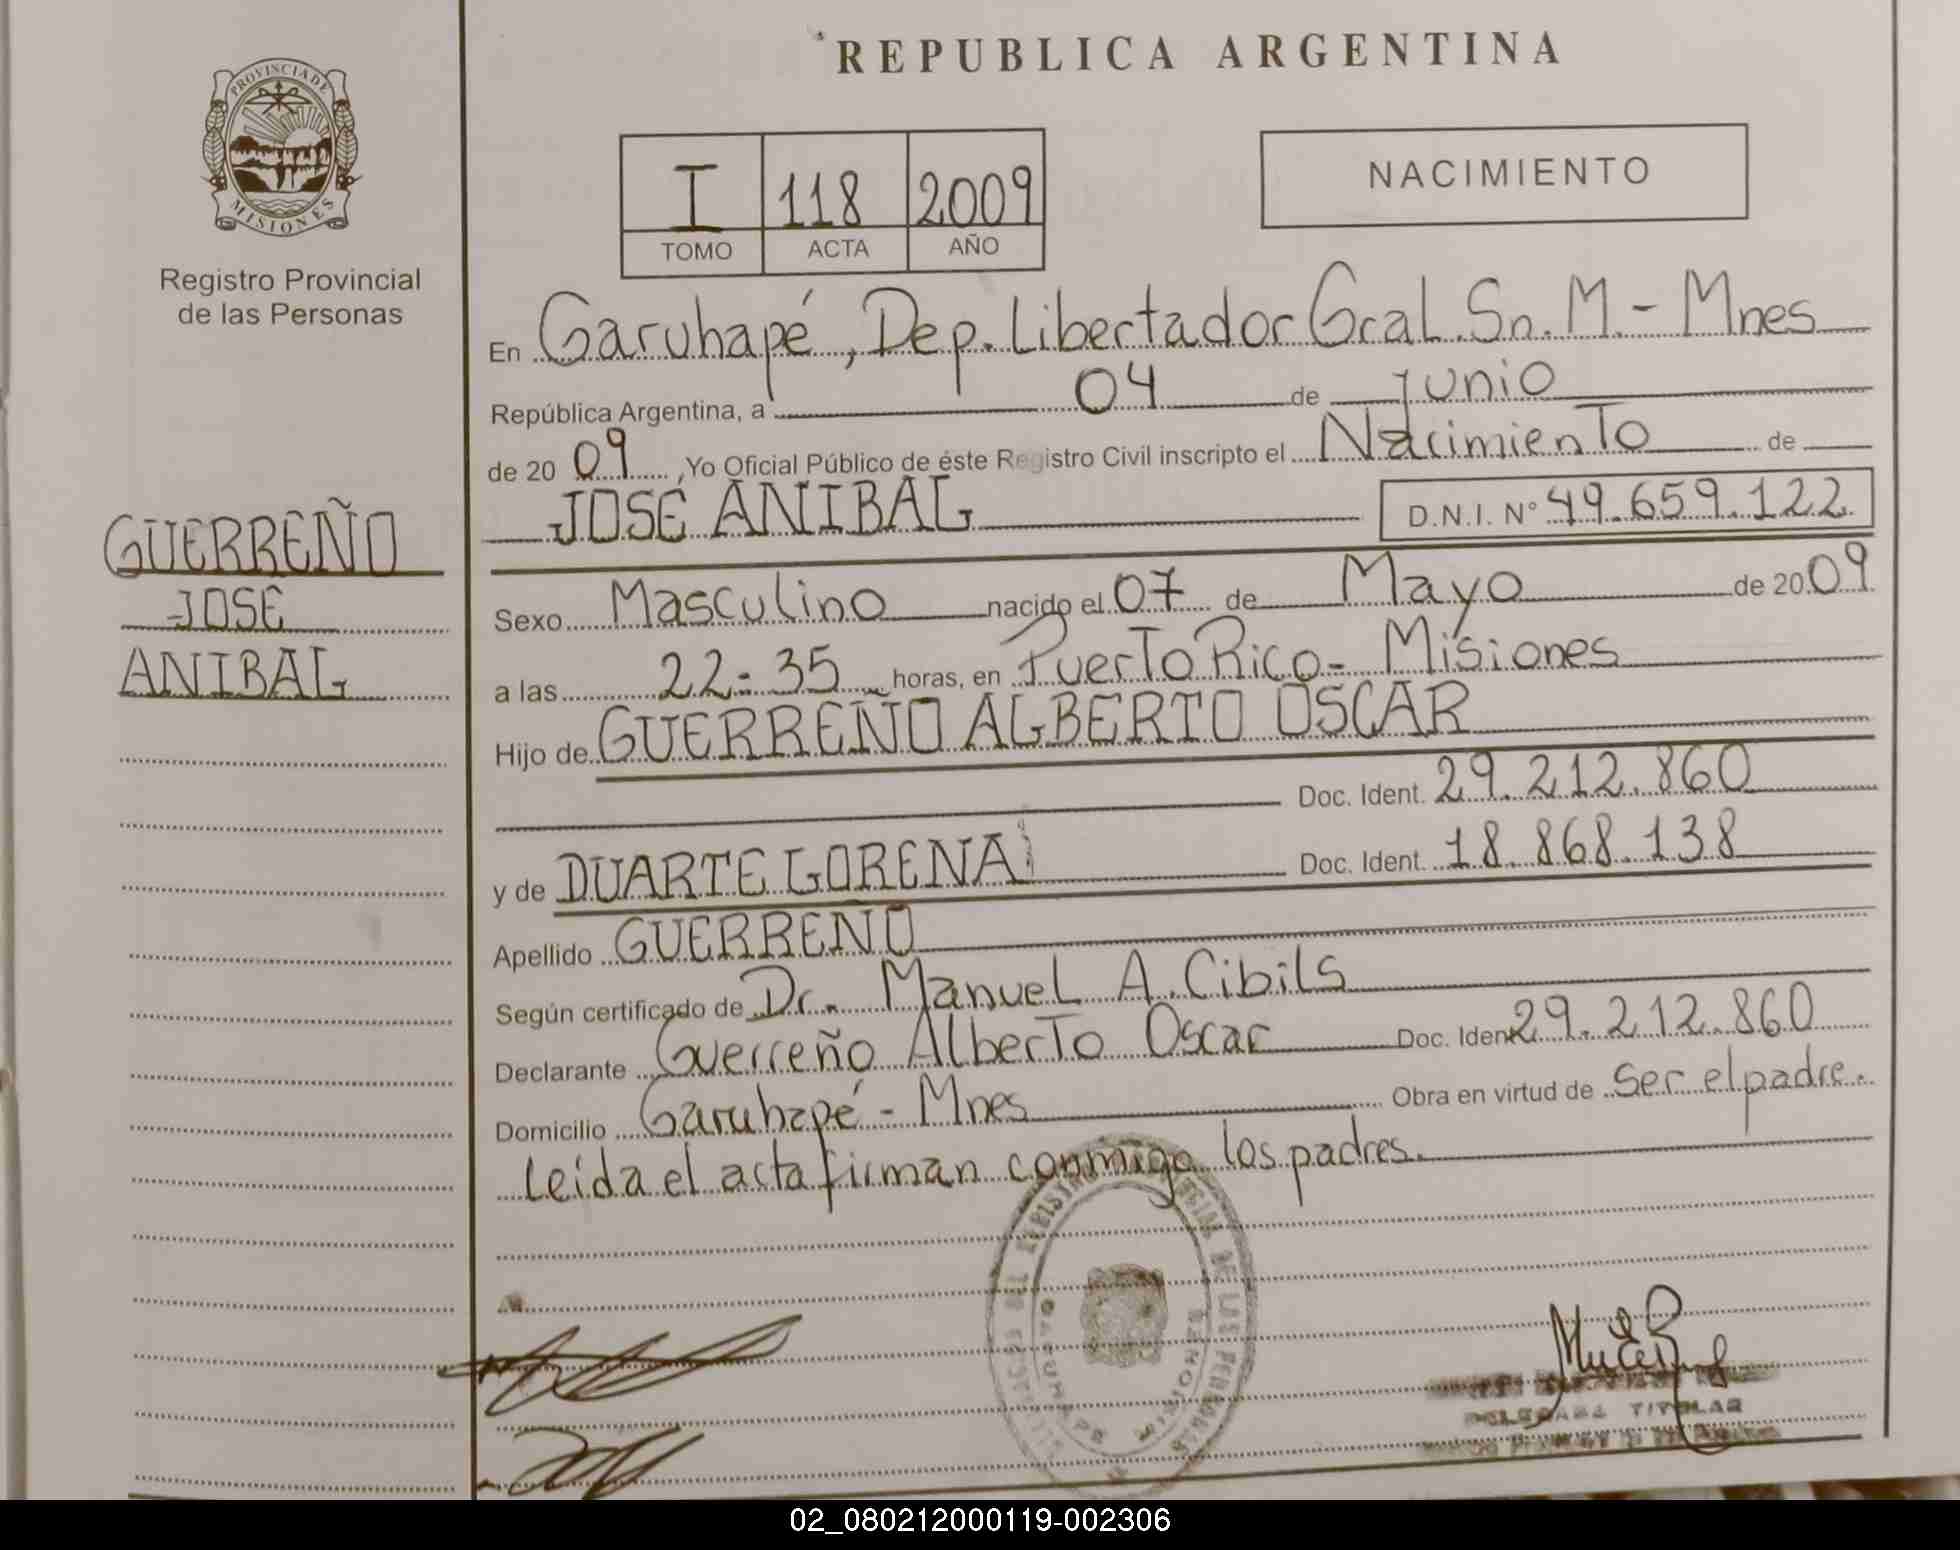 REPUBLICA ARGENTINA
PROVINCIA DE
MISIONES
Registro Provincial
de las Personas
I 118 2009
TOMO ACTA AÑO
NACIMIENTO
GUERREÑO
JOSE
ANIBAL
En Garuhapé, Dep. Libertador Gral. Sn. M. - Mnes
República Argentina, a 04 de junio
de 20 09, Yo Oficial Público de éste Registro Civil inscripto el Nacimiento de
JOSÉ ANIBAL D.N.I. N° 49.659.122
Sexo Masculino nacido el 07 de Mayo de 20 09
a las 22-35 horas, en Puerto Rico - Misiones
Hijo de GUERREÑO ALBERTO OSCAR
Doc. Ident. 29.212.860
y de DUARTE LORENA Doc. Ident. 18.868.138
Apellido GUERREÑO
Según certificado de Dr. Manuel A. Cibils
Declarante Guerreño Alberto Oscar Doc. Ident 29.212.860
Domicilio Garuhapé - Mnes Obra en virtud de ser el padre.
leída el acta firman conmigo los padres.
GARUHAPE
TITULAR
02_080212000119-002306